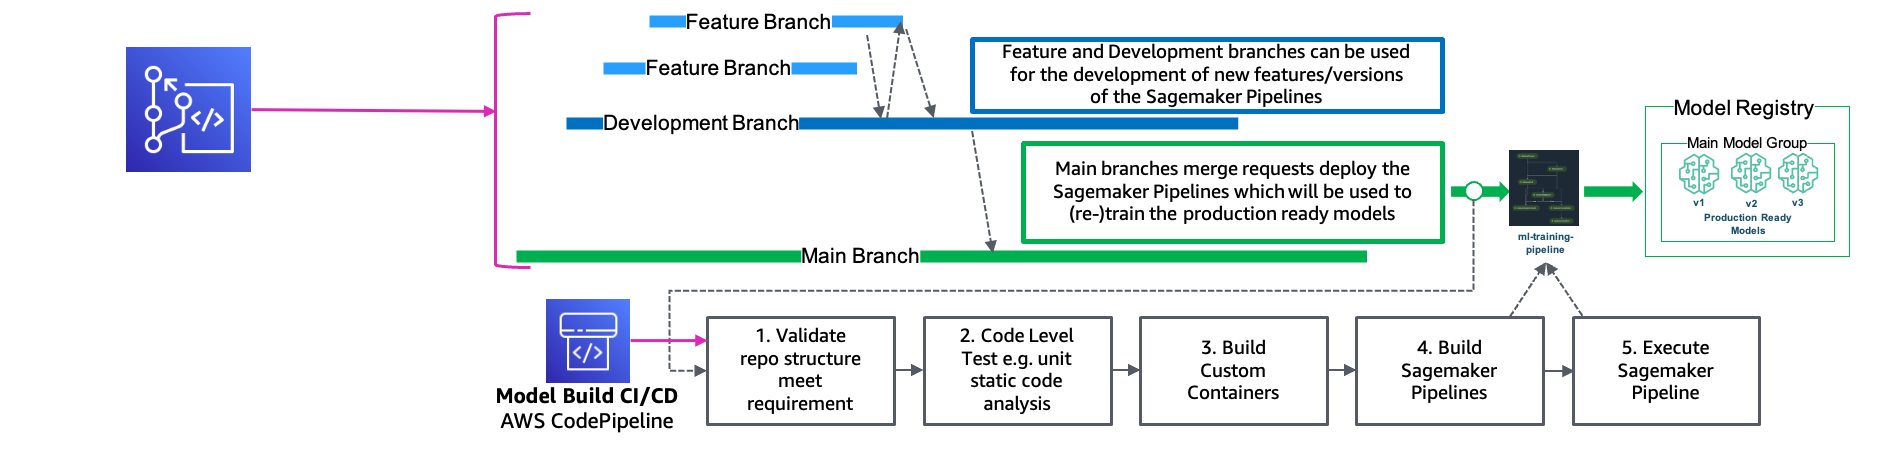 Feature Branch
Feature Branch
Development Branch
Main Branch
Feature and Development branches can be used
for the development of new features/versions
of the Sagemaker Pipelines
Main branches merge requests deploy the
Sagemaker Pipelines which will be used to
(re-)train the production ready models
ml-training-
pipeline
Model Registry
Main Model Group
v1
v2
v3
Production Ready
Models
Model Build CI/CD
AWS CodePipeline
1. Validate
repo structure
meet
requirement
2. Code Level
Test e.g. unit
static code
analysis
3. Build
Custom
Containers
4. Build
Sagemaker
Pipelines
5. Execute
Sagemaker
Pipeline